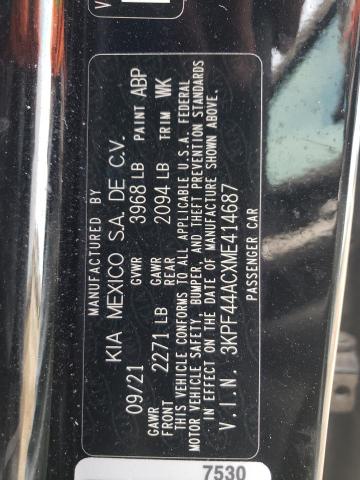 MANUFACTURED BY
KIA MEXICO S.A. DE C.V.
09/21 GVWR 3968 LB PAINT ABP
GAWR FRONT 2271 LB GAWR REAR 2094 LB TRIM WK
THIS VEHICLE CONFORMS TO ALL APPLICABLE U.S.A. FEDERAL
MOTOR VEHICLE SAFETY, BUMPER, AND THEFT PREVENTION STANDARDS
IN EFFECT ON THE DATE OF MANUFACTURE SHOWN ABOVE.
V.I.N. 3KPF44ACXME414687
PASSENGER CAR
7530
V